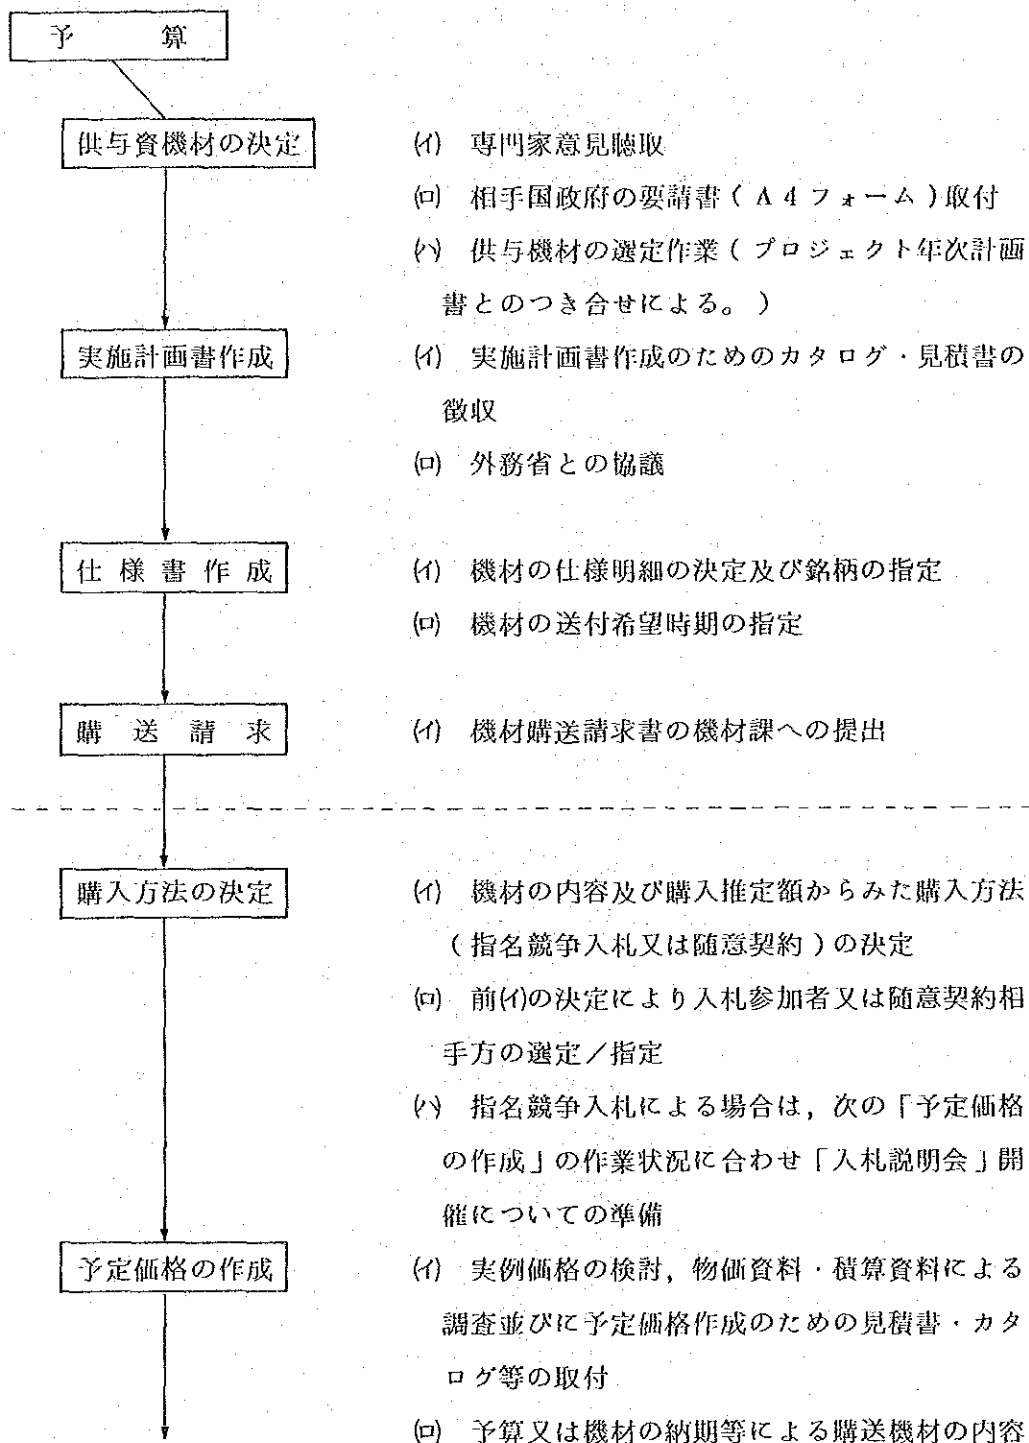 予算
供与資機材の決定
(イ) 専門家意見聴取
(ロ) 相手国政府の要請書(A4フォーム)取付
(ハ) 供与機材の選定作業(プロジェクト年次計画
書とのつき合せによる。)
実施計画書作成
(イ) 実施計画書作成のためのカタログ・見積書の
徴収
(ロ) 外務省との協議
仕様書作成
(イ) 機材の仕様明細の決定及び銘柄の指定
(ロ) 機材の送付希望時期の指定
購送請求
(イ) 機材購送請求書の機材課への提出
購入方法の決定
(イ) 機材の内容及び購入推定額からみた購入方法
(指名競争入札又は随意契約)の決定
(ロ) 前(イ)の決定により入札参加者又は随意契約相
手方の選定/指定
(ハ) 指名競争入札による場合は,次の「予定価格
の作成」の作業状況に合わせ「入札説明会」開
催についての準備
予定価格の作成
(イ) 実例価格の検討,物価資料・積算資料による
調査並びに予定価格作成のための見積書・カタ
ログ等の取付
(ロ) 予算又は機材の納期等による購送機材の内容